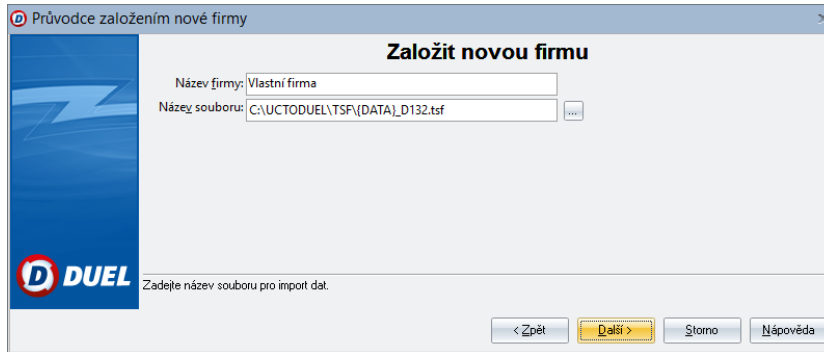 Průvodce založením nové firmy
Založit novou firmu
Název firmy: Vlastní firma
Název souboru: C:\UCTODUEL\TSF\{DATA}_D132.tsf
...
D DUEL
Zadejte název souboru pro import dat.
< Zpět Další > Storno Nápověda